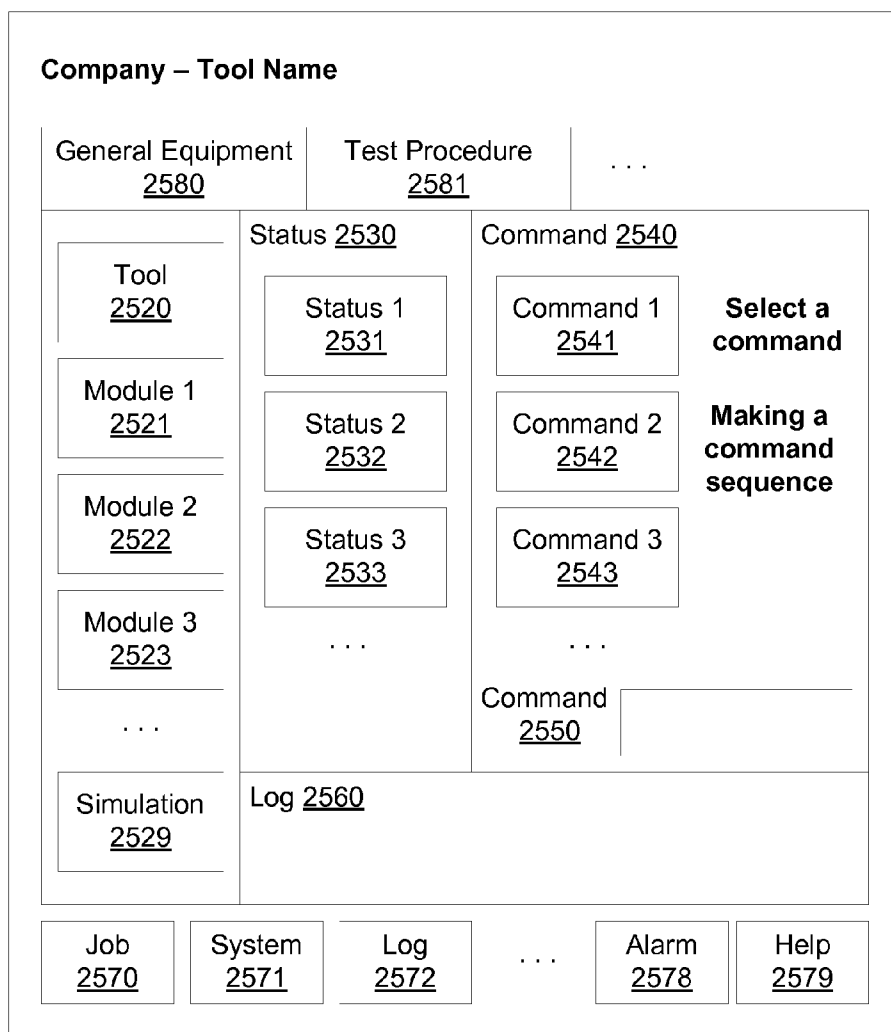 Company – Tool Name
General Equipment
2580
Test Procedure
2581
. . .
Tool
2520
Module 1
2521
Module 2
2522
Module 3
2523
. . .
Simulation
2529
Status 2530
Status 1
2531
Status 2
2532
Status 3
2533
. . .
Command 2540
Command 1
2541
Command 2
2542
Command 3
2543
. . .
Select a
command
Making a
command
sequence
Command
2550
Log 2560
Job
2570
System
2571
Log
2572
. . .
Alarm
2578
Help
2579